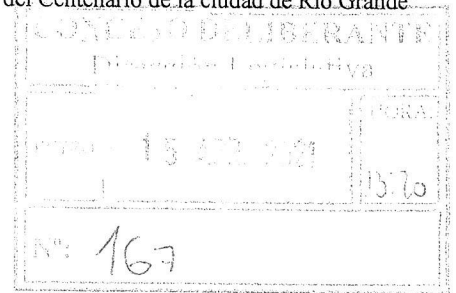 del Centenario de la ciudad de Río Grande
CONCEJO DELIBERANTE
Dirección Legislativa
HORA:
15 ABR. 2021
13:20
Nº: 167